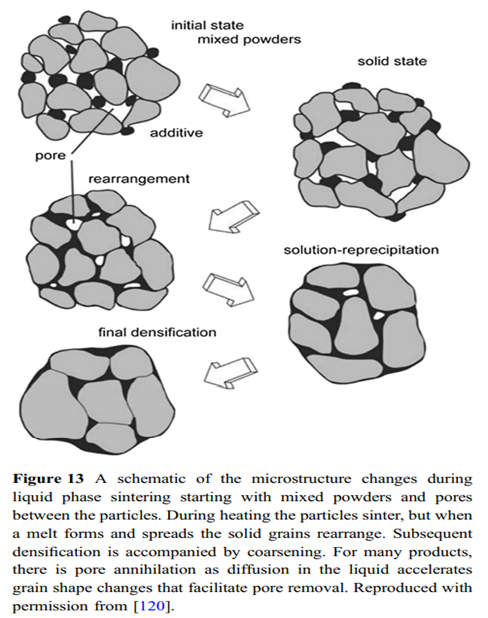 initial state
mixed powders
solid state
additive
pore
rearrangement
solution-reprecipitation
final densification
Figure 13 A schematic of the microstructure changes during
liquid phase sintering starting with mixed powders and pores
between the particles. During heating the particles sinter, but when
a melt forms and spreads the solid grains rearrange. Subsequent
densification is accompanied by coarsening. For many products,
there is pore annihilation as diffusion in the liquid accelerates
grain shape changes that facilitate pore removal. Reproduced with
permission from [120].